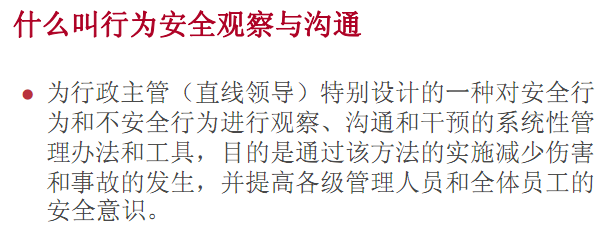 什么叫行为安全观察与沟通
● 为行政主管（直线领导）特别设计的一种对安全行
为和不安全行为进行观察、沟通和干预的系统性管
理办法和工具，目的是通过该方法的实施减少伤害
和事故的发生，并提高各级管理人员和全体员工的
安全意识。